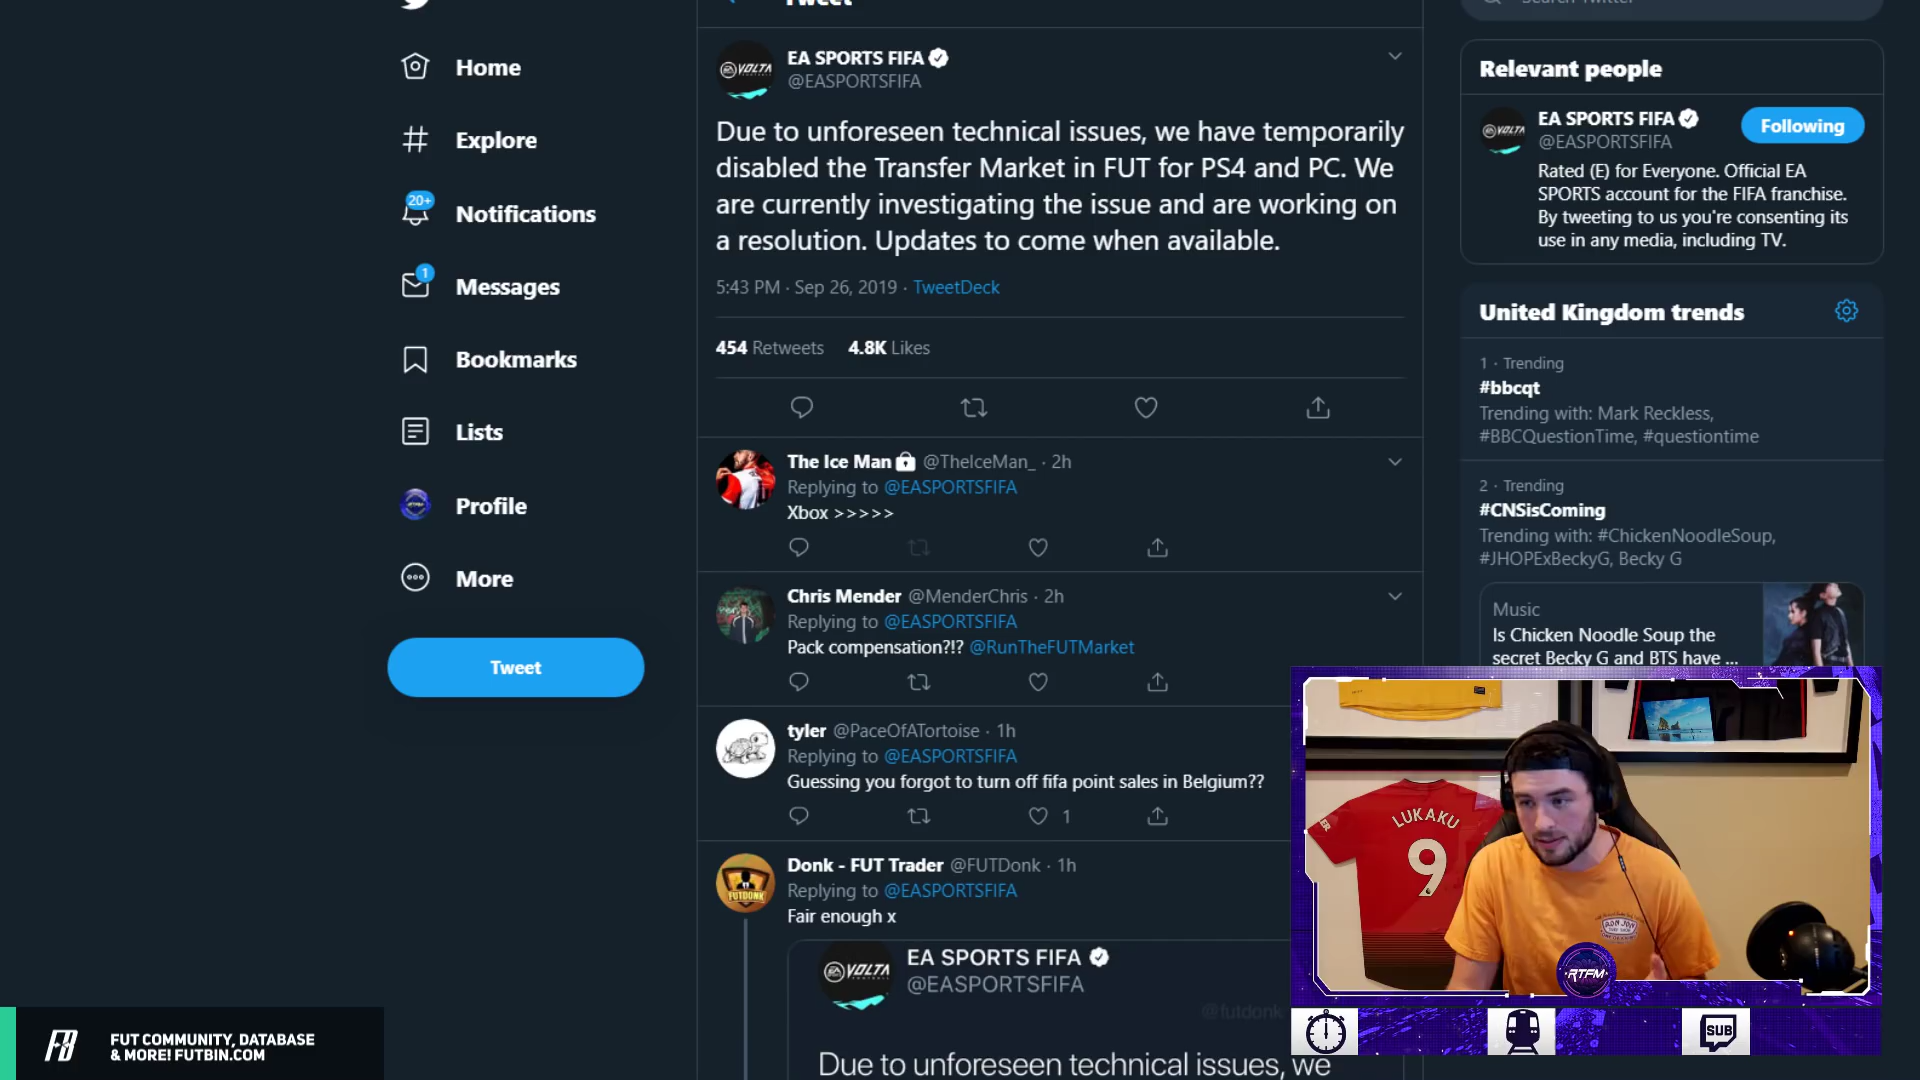 Tweet
Search Twitter
Home
Explore
20+
Notifications
1
Messages
Bookmarks
Lists
Profile
More
Tweet
EA SPORTS FIFA
@EASPORTSFIFA
Due to unforeseen technical issues, we have temporarily
disabled the Transfer Market in FUT for PS4 and PC. We
are currently investigating the issue and are working on
a resolution. Updates to come when available.
5:43 PM · Sep 26, 2019 · TweetDeck
454 Retweets 4.8K Likes
The Ice Man @TheIceMan_ · 2h
Replying to @EASPORTSFIFA
Xbox >>>>>
Chris Mender @MenderChris · 2h
Replying to @EASPORTSFIFA
Pack compensation?!? @RunTheFUTMarket
tyler @PaceOfATortoise · 1h
Replying to @EASPORTSFIFA
Guessing you forgot to turn off fifa point sales in Belgium??
1
Donk - FUT Trader @FUTDonk · 1h
Replying to @EASPORTSFIFA
Fair enough x
EA SPORTS FIFA
@EASPORTSFIFA
@futdonk
Due to unforeseen technical issues, we
VOLTA
VOLTA
FUTDONK
Relevant people
VOLTA
EA SPORTS FIFA
@EASPORTSFIFA
Following
Rated (E) for Everyone. Official EA
SPORTS account for the FIFA franchise.
By tweeting to us you're consenting its
use in any media, including TV.
United Kingdom trends
1 · Trending
#bbcqt
Trending with: Mark Reckless,
#BBCQuestionTime, #questiontime
2 · Trending
#CNSisComing
Trending with: #ChickenNoodleSoup,
#JHOPExBeckyG, Becky G
Music
Is Chicken Noodle Soup the
secret Becky G and BTS have ...
LUKAKU
9
RON JON
RTFM
SUB
FUT COMMUNITY, DATABASE
& MORE! FUTBIN.COM